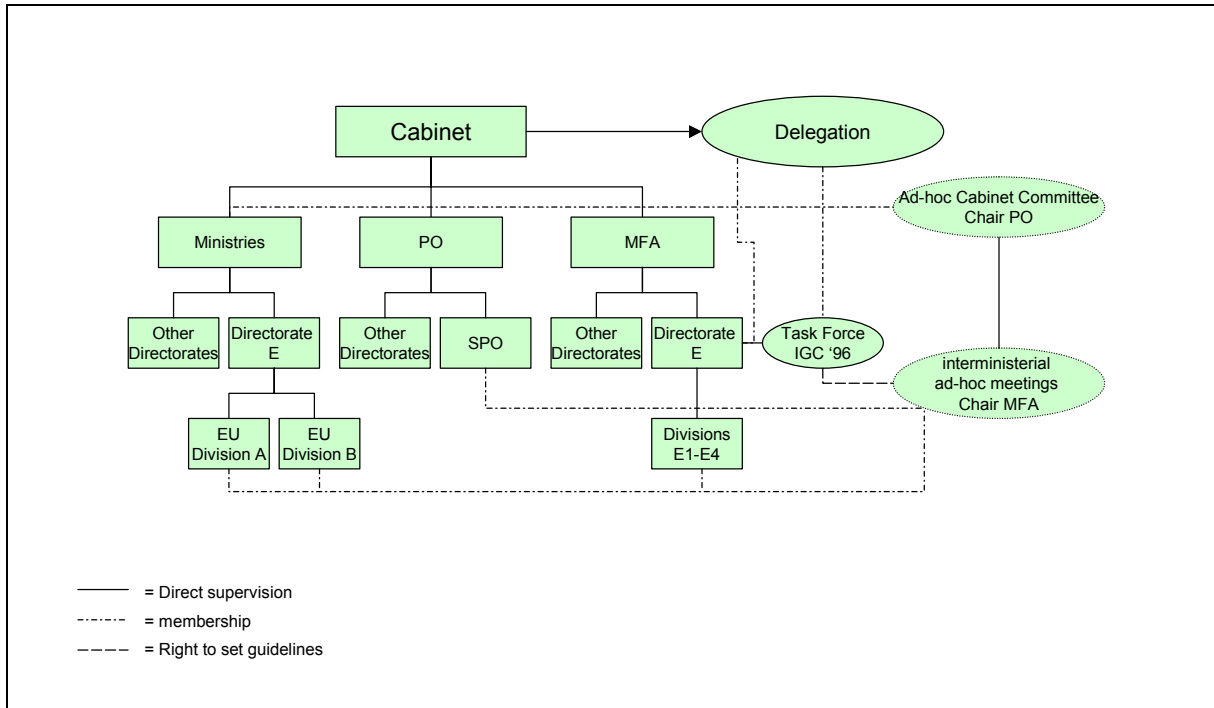 Cabinet
Delegation
Ad-hoc Cabinet Committee
Chair PO
Ministries
PO
MFA
Other
Directorates
Directorate
E
Other
Directorates
SPO
Other
Directorates
Directorate
E
Task Force
IGC ‘96
interministerial
ad-hoc meetings
Chair MFA
EU
Division A
EU
Division B
Divisions
E1-E4
= Direct supervision
= membership
= Right to set guidelines